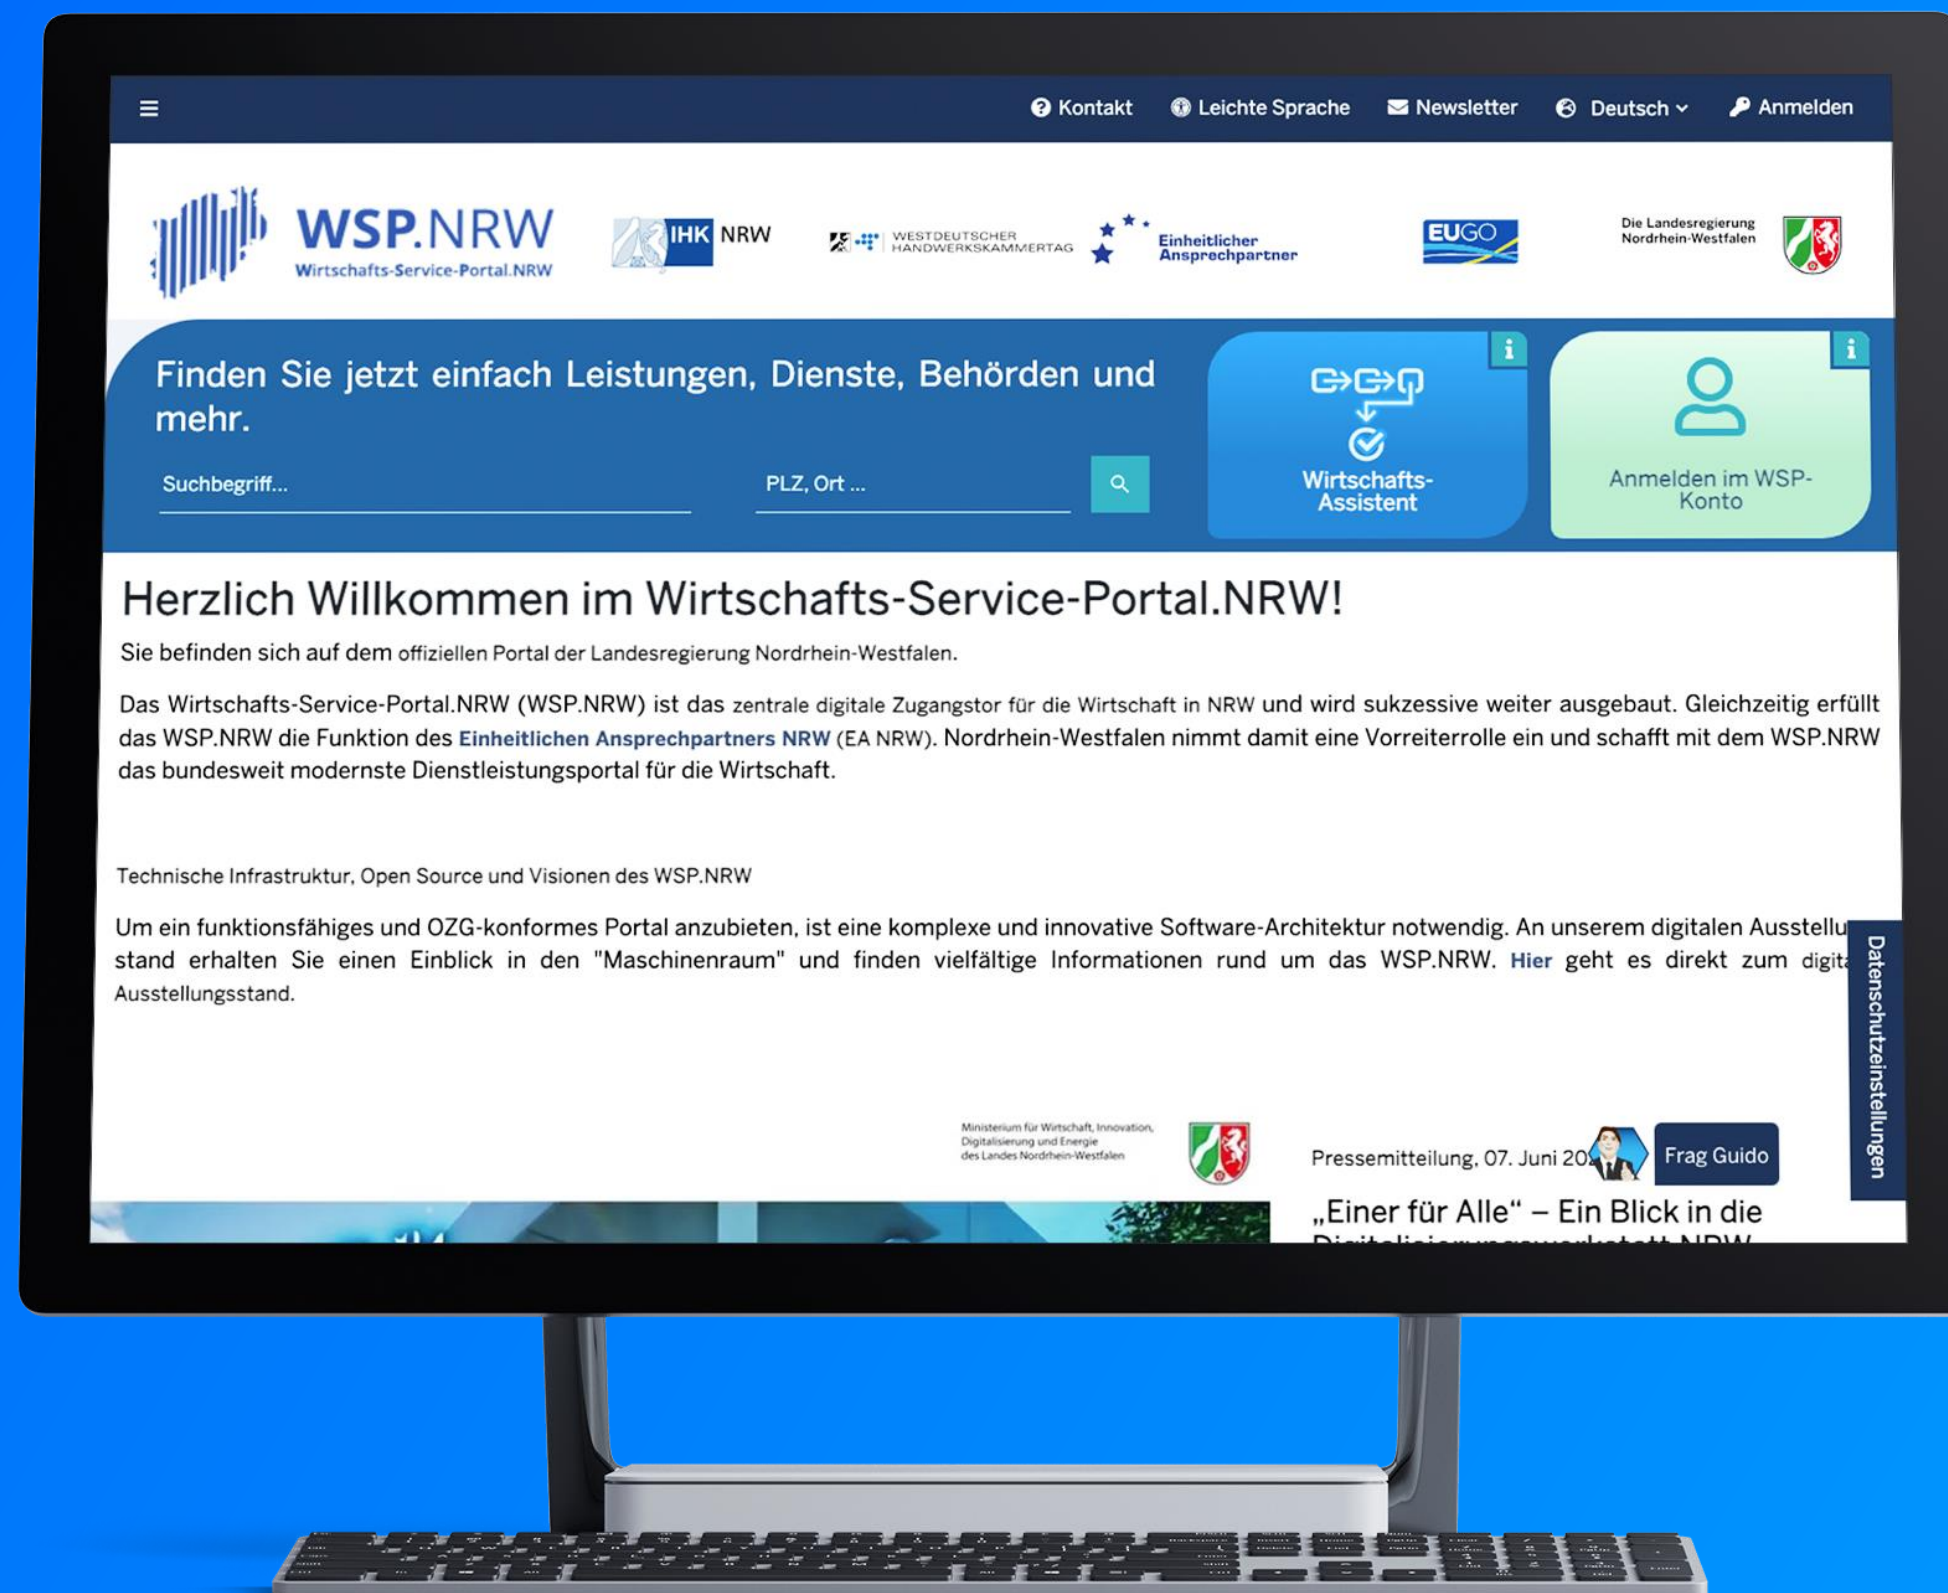 Kontakt
Leichte Sprache
Newsletter
Deutsch
Anmelden
WSP.NRW
Wirtschafts-Service-Portal.NRW
IHK NRW
WESTDEUTSCHER
HANDWERKSKAMMERTAG
Einheitlicher
Ansprechpartner
EUGO
Die Landesregierung
Nordrhein-Westfalen
Finden Sie jetzt einfach Leistungen, Dienste, Behörden und
mehr.
Suchbegriff...
PLZ, Ort ...
Wirtschafts-
Assistent
Anmelden im WSP-
Konto
Herzlich Willkommen im Wirtschafts-Service-Portal.NRW!
Sie befinden sich auf dem offiziellen Portal der Landesregierung Nordrhein-Westfalen.
Das Wirtschafts-Service-Portal.NRW (WSP.NRW) ist das zentrale digitale Zugangstor für die Wirtschaft in NRW und wird sukzessive weiter ausgebaut. Gleichzeitig erfüllt
das WSP.NRW die Funktion des Einheitlichen Ansprechpartners NRW (EA NRW). Nordrhein-Westfalen nimmt damit eine Vorreiterrolle ein und schafft mit dem WSP.NRW
das bundesweit modernste Dienstleistungsportal für die Wirtschaft.
Technische Infrastruktur, Open Source und Visionen des WSP.NRW
Um ein funktionsfähiges und OZG-konformes Portal anzubieten, ist eine komplexe und innovative Software-Architektur notwendig. An unserem digitalen Ausstellu
stand erhalten Sie einen Einblick in den "Maschinenraum" und finden vielfältige Informationen rund um das WSP.NRW. Hier geht es direkt zum digita
Ausstellungsstand.
Datenschutzeinstellungen
Ministerium für Wirtschaft, Innovation,
Digitalisierung und Energie
des Landes Nordrhein-Westfalen
Pressemitteilung, 07. Juni 20
Frag Guido
„Einer für Alle“ – Ein Blick in die
Digitalisierungswerkstatt NRW